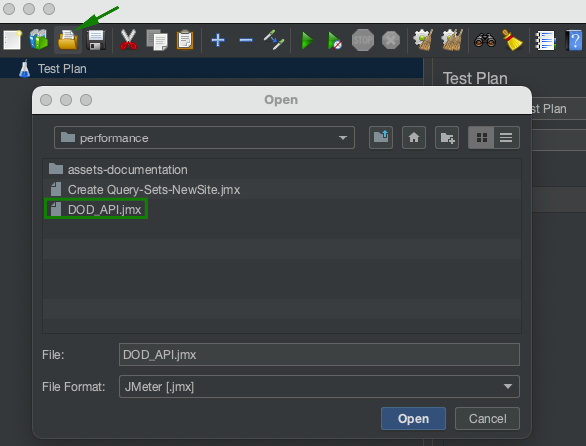 STOP
Test Plan
Test Plan
st Plan
Open
performance
assets-documentation
Create Query-Sets-NewSite.jmx
DOD_API.jmx
File:
DOD_API.jmx
File Format:
JMeter [.jmx]
Open
Cancel